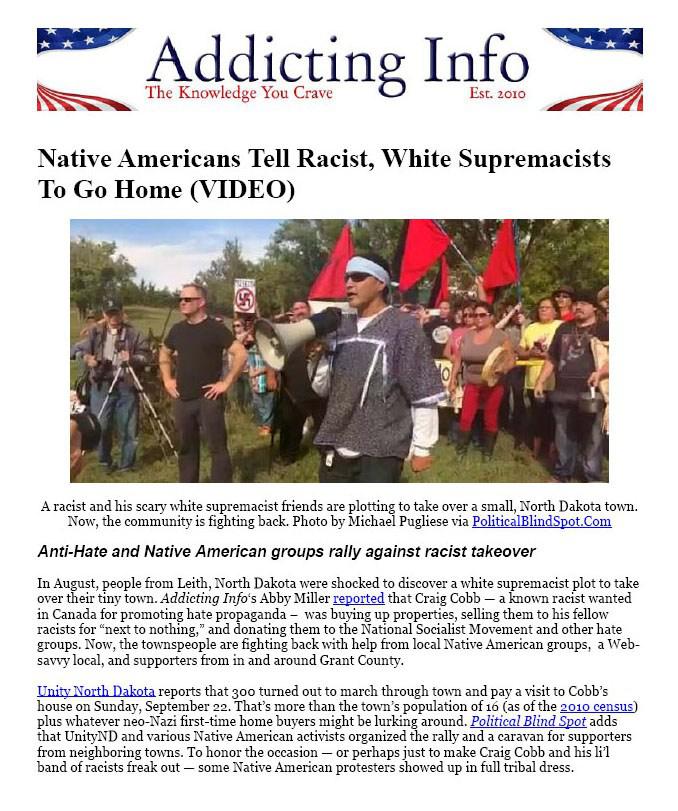 Addicting Info
The Knowledge You Crave Est. 2010
Native Americans Tell Racist, White Supremacists
To Go Home (VIDEO)
A racist and his scary white supremacist friends are plotting to take over a small, North Dakota town.
Now, the community is fighting back. Photo by Michael Pugliese via PoliticalBlindSpot.Com
Anti-Hate and Native American groups rally against racist takeover
In August, people from Leith, North Dakota were shocked to discover a white supremacist plot to take
over their tiny town. Addicting Info‘s Abby Miller reported that Craig Cobb — a known racist wanted
in Canada for promoting hate propaganda – was buying up properties, selling them to his fellow
racists for “next to nothing,” and donating them to the National Socialist Movement and other hate
groups. Now, the townspeople are fighting back with help from local Native American groups, a Web-
savvy local, and supporters from in and around Grant County.
Unity North Dakota reports that 300 turned out to march through town and pay a visit to Cobb’s
house on Sunday, September 22. That’s more than the town’s population of 16 (as of the 2010 census)
plus whatever neo-Nazi first-time home buyers might be lurking around. Political Blind Spot adds
that UnityND and various Native American activists organized the rally and a caravan for supporters
from neighboring towns. To honor the occasion — or perhaps just to make Craig Cobb and his li’l
band of racists freak out — some Native American protesters showed up in full tribal dress.